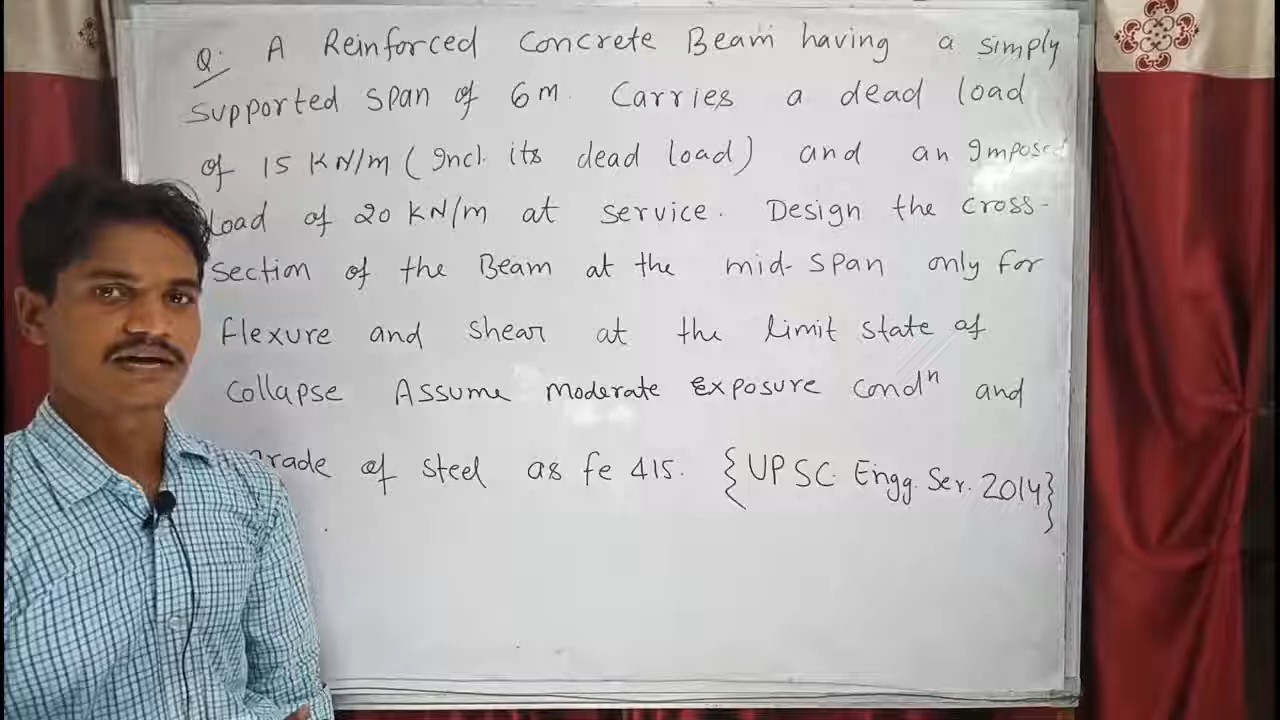 Q: A Reinforced Concrete Beam having a simply
supported span of 6m. Carries a dead load
of 15 KN/m (Incl. its dead load) and an Impose
load of 20 KN/m at service. Design the cross-
section of the Beam at the mid-span only for
flexure and shear at the limit state of
Collapse Assume Moderate Exposure Condⁿ and
grade of steel as fe 415. {UPSC Engg. Ser. 2014}